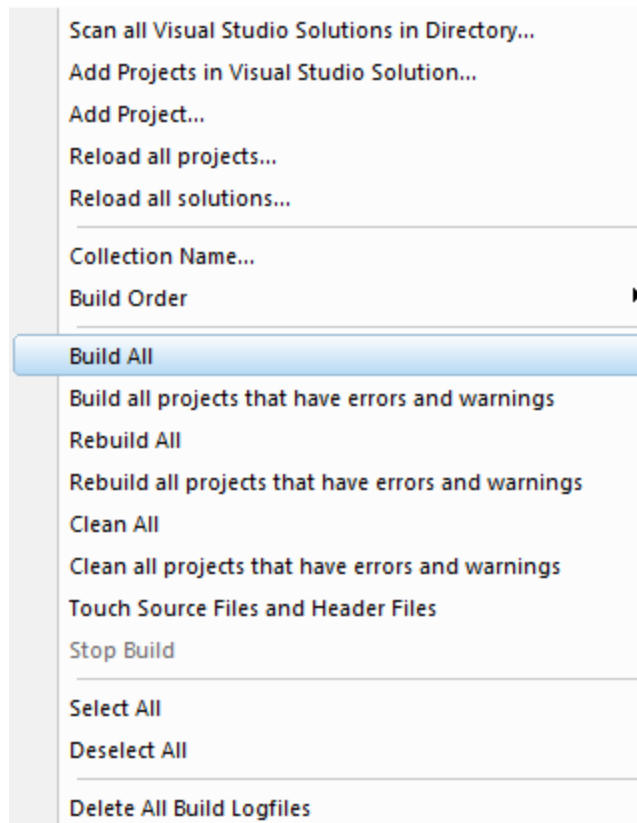 Scan all Visual Studio Solutions in Directory...
Add Projects in Visual Studio Solution...
Add Project...
Reload all projects...
Reload all solutions...
Collection Name...
Build Order
Build All
Build all projects that have errors and warnings
Rebuild All
Rebuild all projects that have errors and warnings
Clean All
Clean all projects that have errors and warnings
Touch Source Files and Header Files
Stop Build
Select All
Deselect All
Delete All Build Logfiles